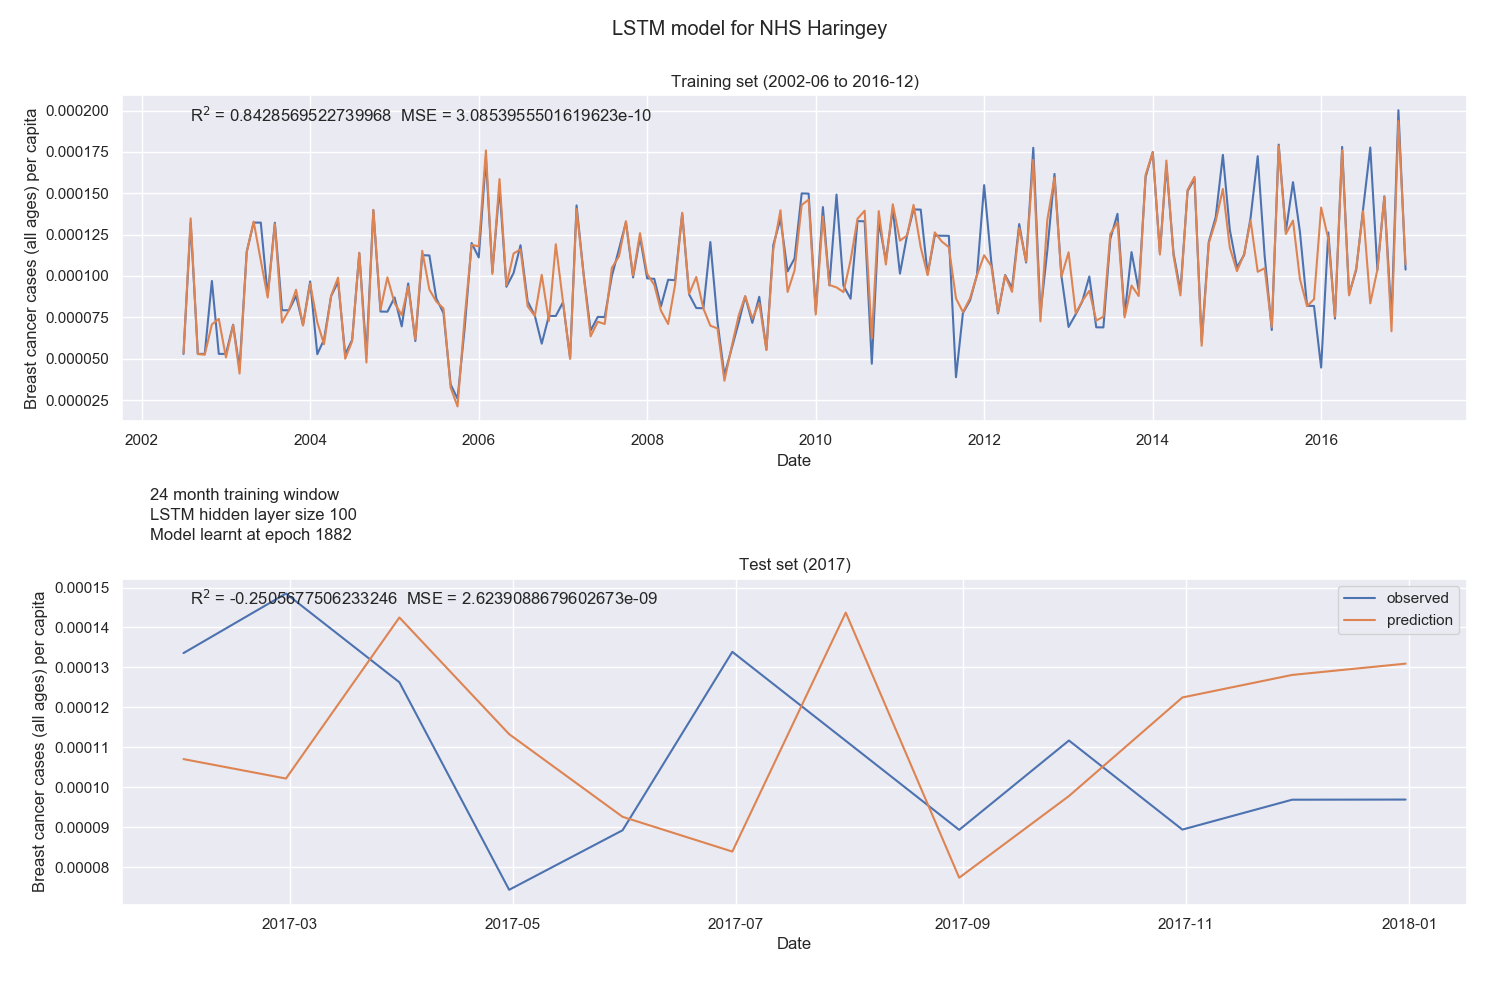 LSTM model for NHS Haringey
Training set (2002-06 to 2016-12)
R² = 0.8428569522739968 MSE = 3.0853955501619623e-10
Breast cancer cases (all ages) per capita
0.000200
0.000175
0.000150
0.000125
0.000100
0.000075
0.000050
0.000025
2002 2004 2006 2008 2010 2012 2014 2016
Date
24 month training window
LSTM hidden layer size 100
Model learnt at epoch 1882
Test set (2017)
R² = -0.2505677506233246 MSE = 2.6239088679602673e-09
observed
prediction
Breast cancer cases (all ages) per capita
0.00015
0.00014
0.00013
0.00012
0.00011
0.00010
0.00009
0.00008
2017-03 2017-05 2017-07 2017-09 2017-11 2018-01
Date